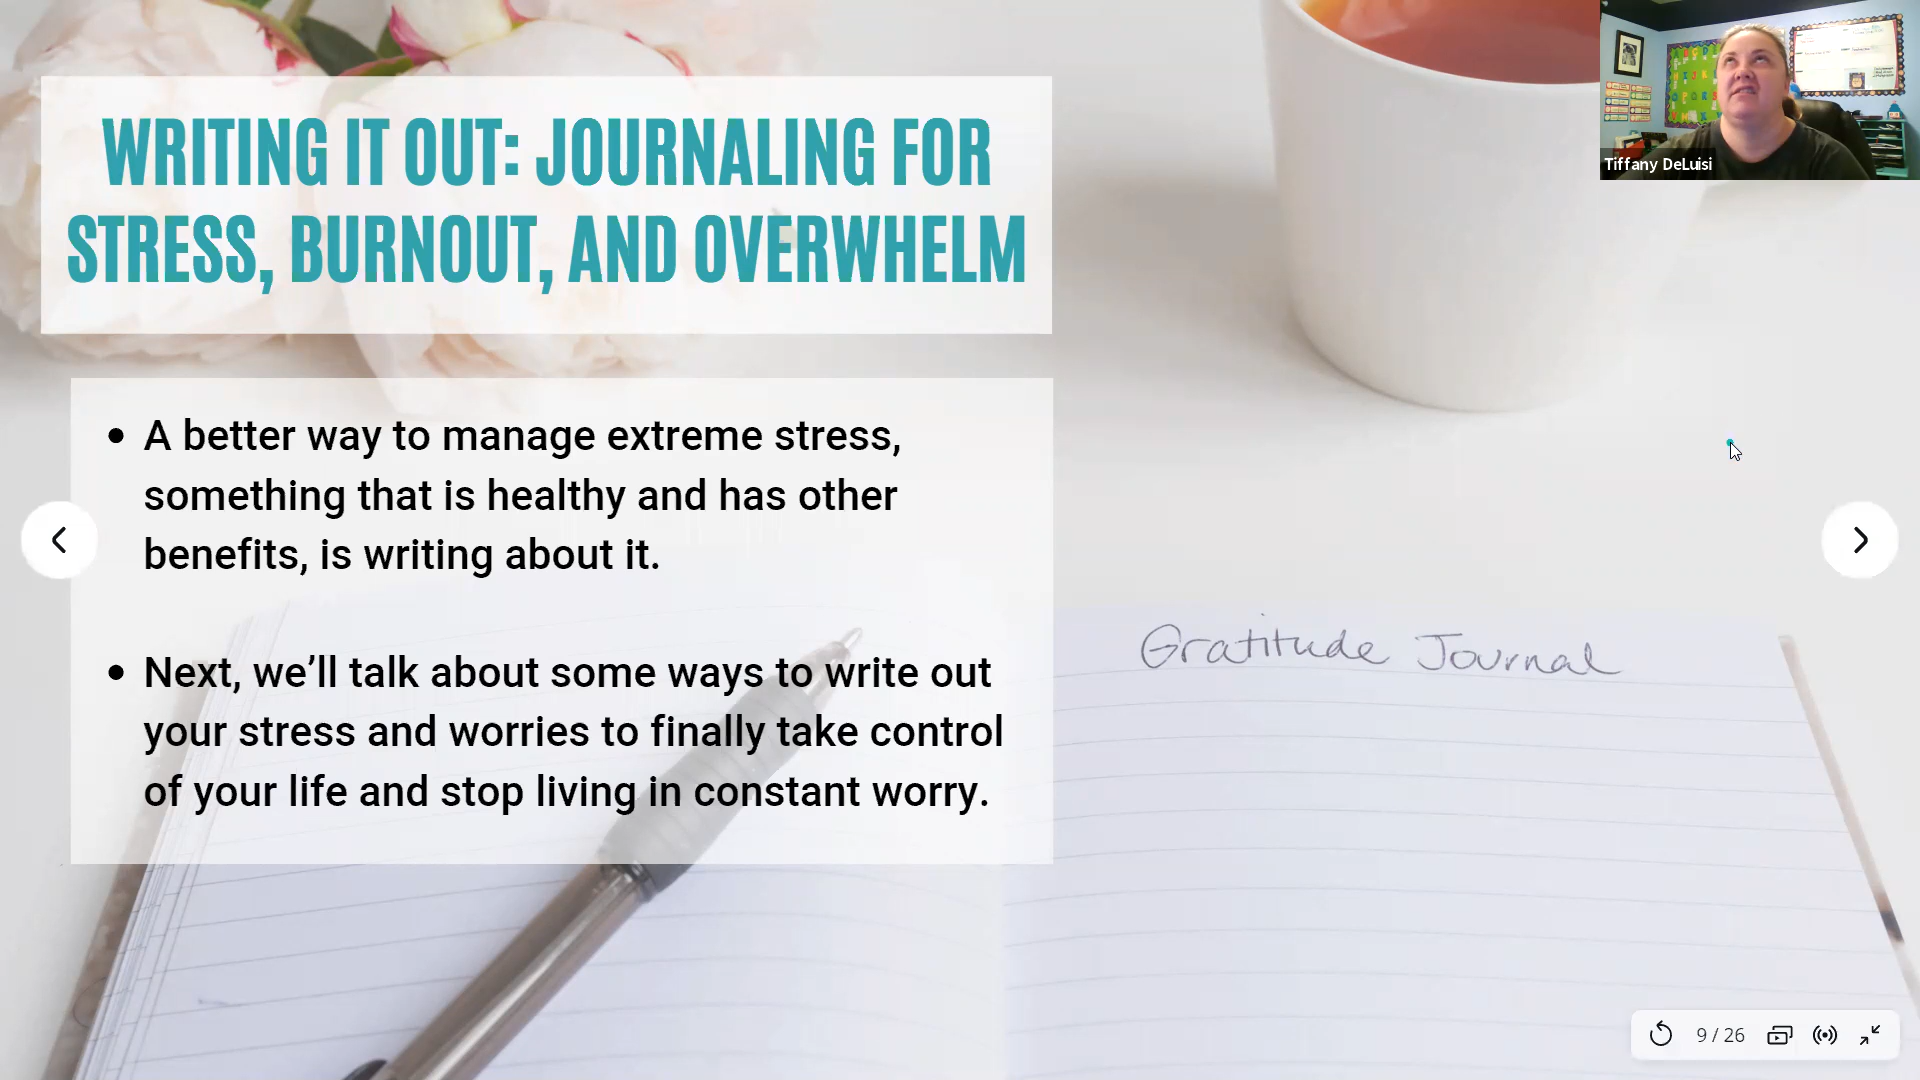 WRITING IT OUT: JOURNALING FOR
STRESS, BURNOUT, AND OVERWHELM
Tiffany DeLuisi
• A better way to manage extreme stress,
something that is healthy and has other
benefits, is writing about it.
• Next, we’ll talk about some ways to write out
your stress and worries to finally take control
of your life and stop living in constant worry.
Gratitude Journal
9 / 26